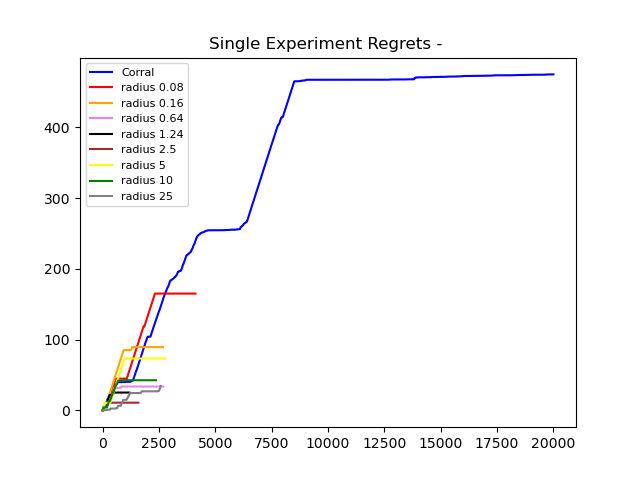 Single Experiment Regrets -
Corral
radius 0.08
radius 0.16
radius 0.64
radius 1.24
radius 2.5
radius 5
radius 10
radius 25
400
300
200
100
0
0 2500 5000 7500 10000 12500 15000 17500 20000